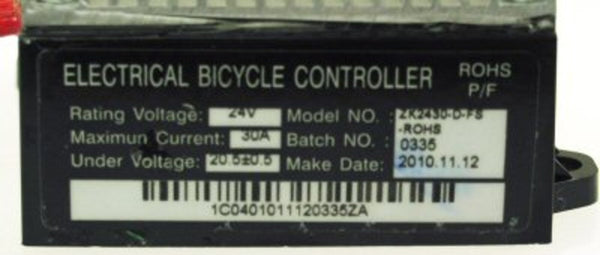 ELECTRICAL BICYCLE CONTROLLER ROHS P/F
Rating Voltage: 24V Model NO. : ZK2430-D-FS
-ROHS
Maximun Current: 30A Batch NO. : 0335
Under Voltage: 20.5±0.5 Make Date: 2010.11.12
1C0401011120335ZA